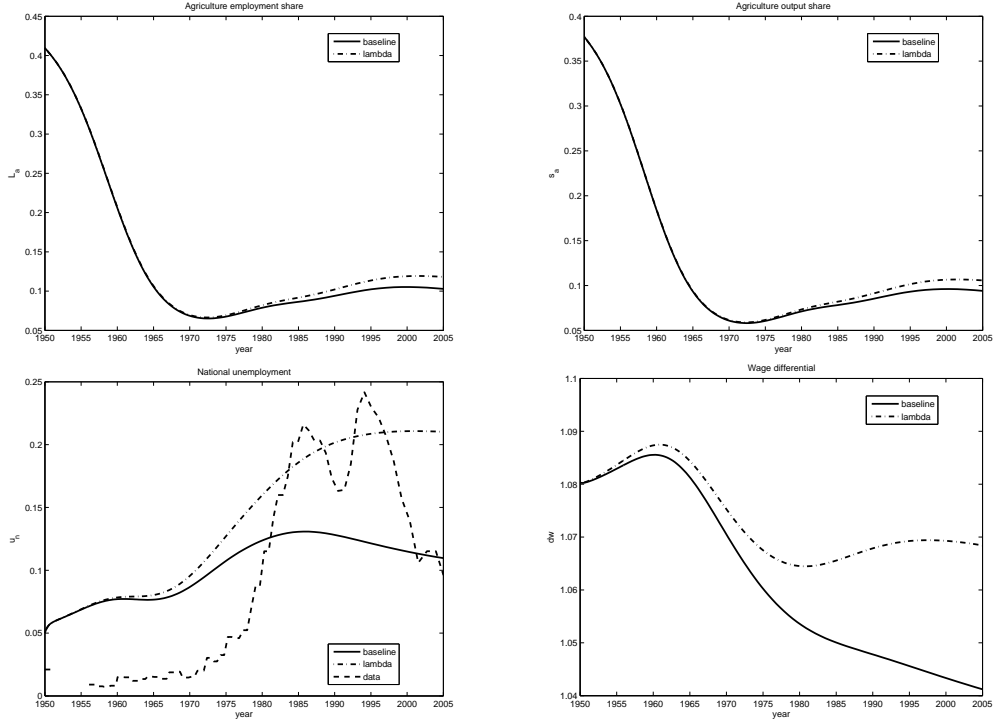 Agriculture employment share
0.45
0.4
0.35
0.3
0.25
0.2
0.15
0.1
0.05
L_a
1950 1955 1960 1965 1970 1975 1980 1985 1990 1995 2000 2005
year
baseline
lambda
Agriculture output share
0.4
0.35
0.3
0.25
0.2
0.15
0.1
0.05
s_a
1950 1955 1960 1965 1970 1975 1980 1985 1990 1995 2000 2005
year
baseline
lambda
National unemployment
0.25
0.2
0.15
0.1
0.05
0
u_n
1950 1955 1960 1965 1970 1975 1980 1985 1990 1995 2000 2005
year
baseline
lambda
data
Wage differential
1.1
1.09
1.08
1.07
1.06
1.05
1.04
dw
1950 1955 1960 1965 1970 1975 1980 1985 1990 1995 2000 2005
year
baseline
lambda